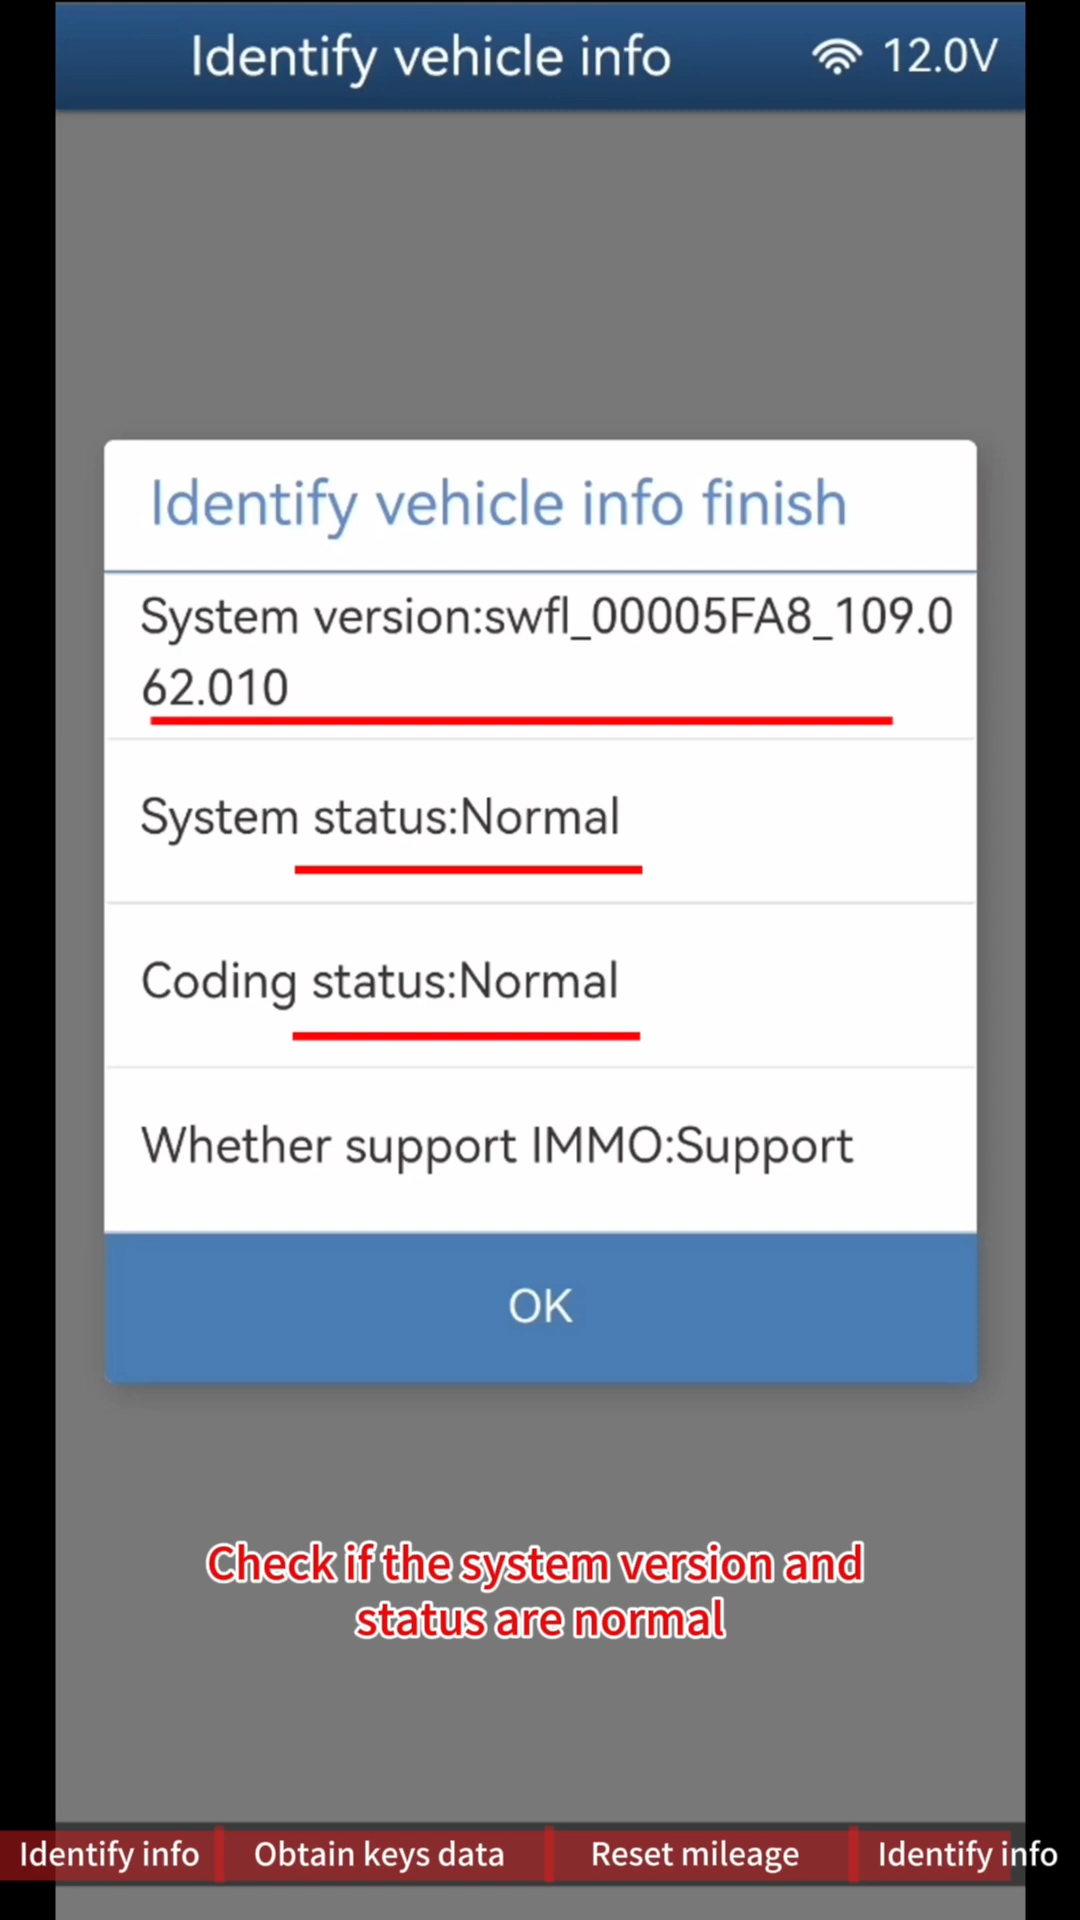 Identify vehicle info
12.0V
Identify vehicle info finish
System version:swfl_00005FA8_109.0
62.010
System status:Normal
Coding status:Normal
Whether support IMMO:Support
OK
Check if the system version and
status are normal
Identify info
Obtain keys data
Reset mileage
Identify info